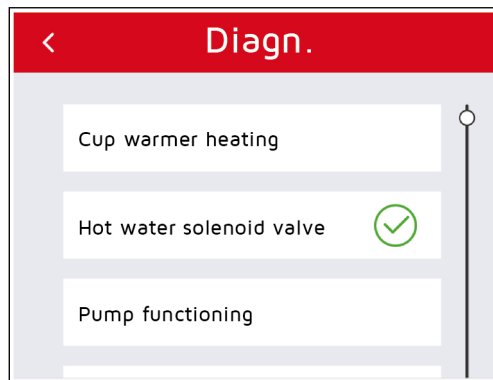 Diagn.
Cup warmer heating
Hot water solenoid valve
Pump functioning